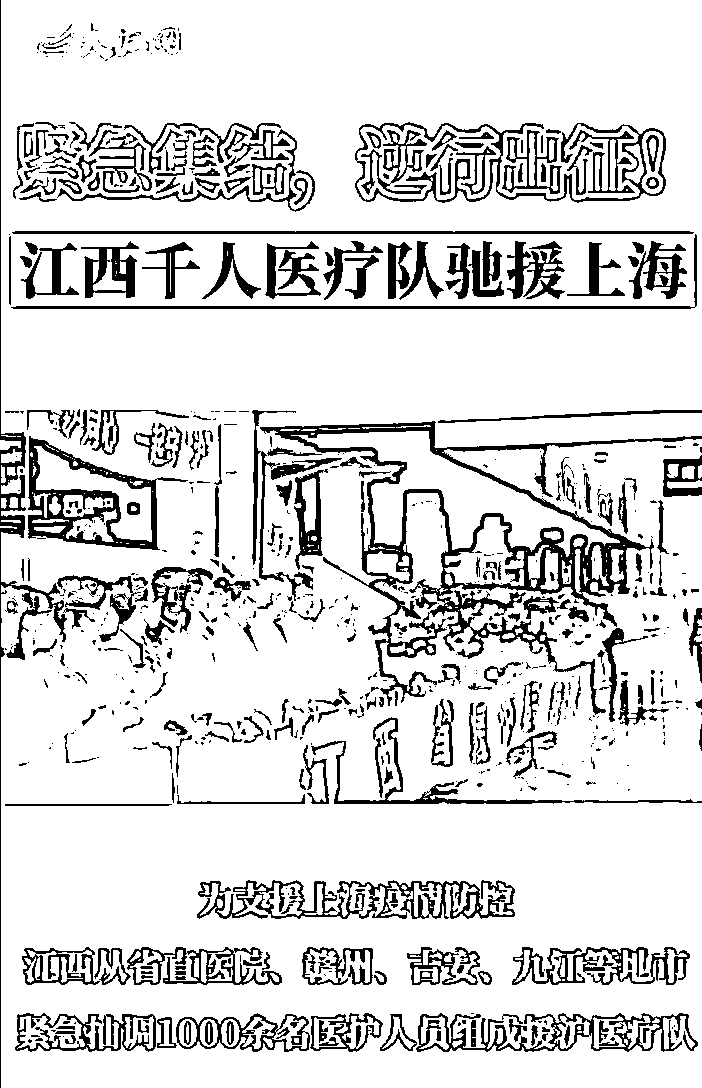 大江网
紧急集结，逆行出征！
江西千人医疗队驰援上海
江西
为支援上海疫情防控
江西从省直医院、赣州、吉安、九江等地市
紧急抽调1000余名医护人员组成援沪医疗队